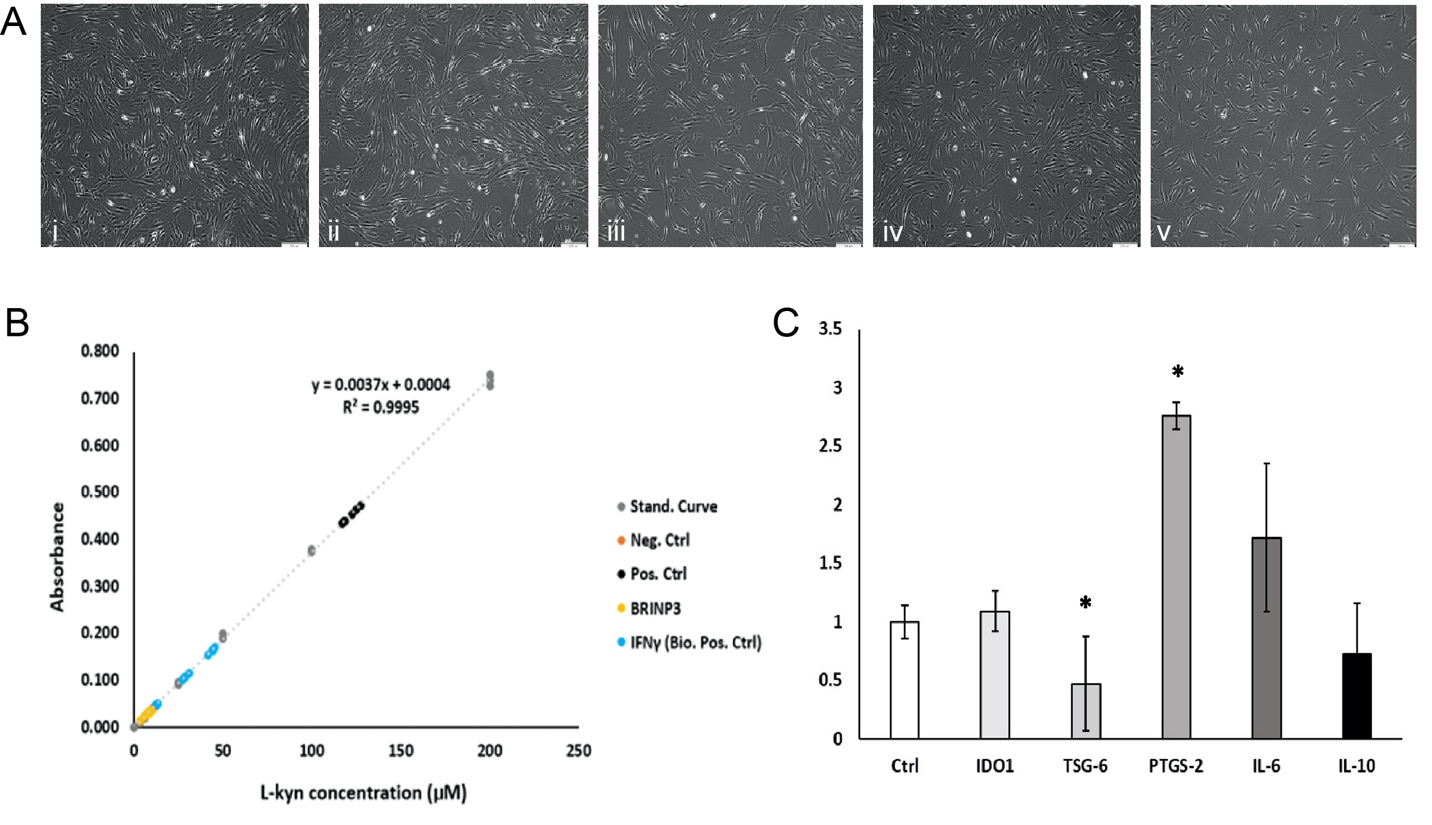 A
i
ii
iii
iv
v
B
0.800
0.700
0.600
0.500
0.400
0.300
0.200
0.100
0.000
Absorbance
y = 0.0037x + 0.0004
R² = 0.9995
0 50 100 150 200 250
L-kyn concentration (µM)
Stand. Curve
Neg. Ctrl
Pos. Ctrl
BRINP3
IFNγ (Bio. Pos. Ctrl)
C
3.5
3
2.5
2
1.5
1
0.5
0
*
*
Ctrl IDO1 TSG-6 PTGS-2 IL-6 IL-10